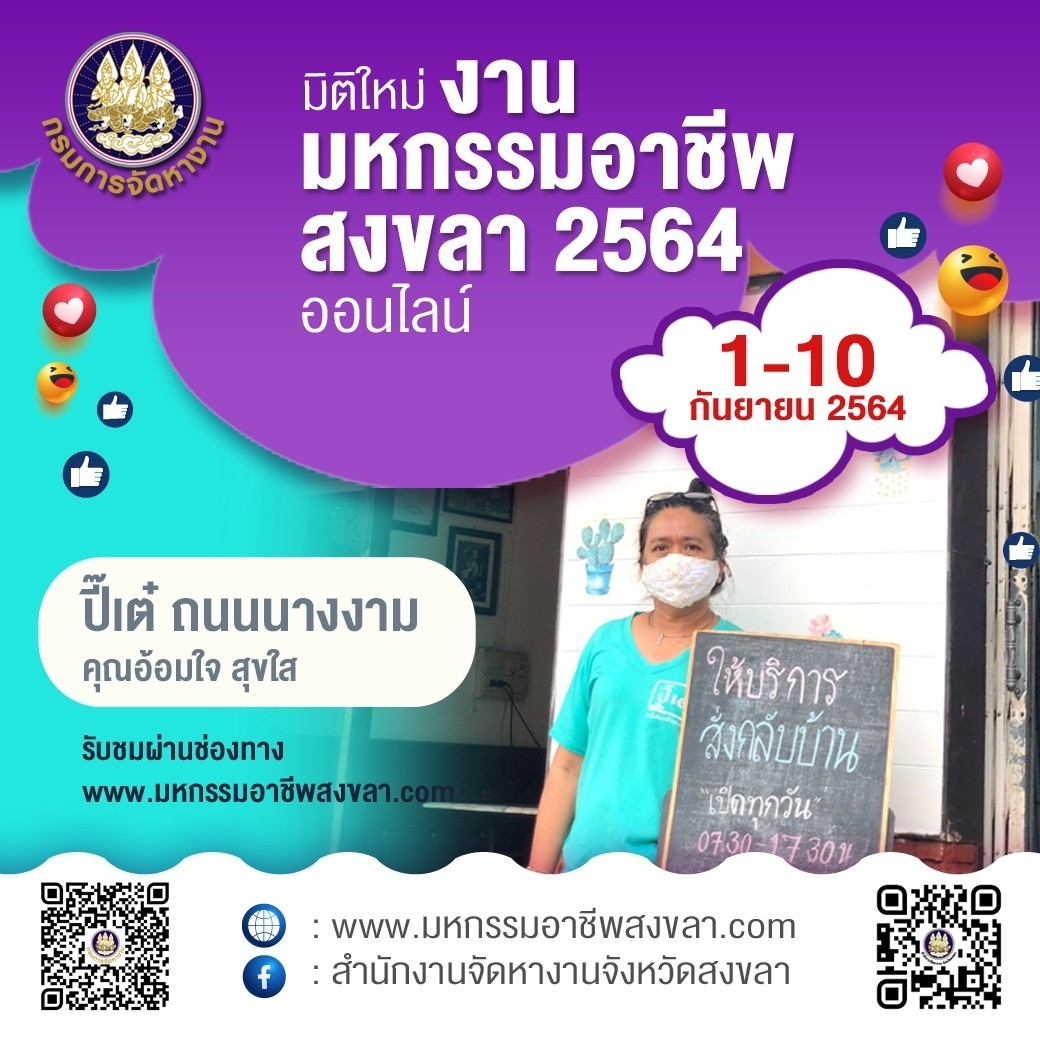 กรมการจัดหางาน
มิติใหม่ งาน
มหกรรมอาชีพ
สงขลา 2564
ออนไลน์
1-10
กันยายน 2564
ปี๊เต๋ ถนนนางงาม
คุณอ้อมใจ สุขใส
รับชมผ่านช่องทาง
www.มหกรรมอาชีพสงขลา.com
ให้บริการ
สั่งกลับบ้าน
"เปิดทุกวัน"
07.30-17.30 น
: www.มหกรรมอาชีพสงขลา.com
: สำนักงานจัดหางานจังหวัดสงขลา